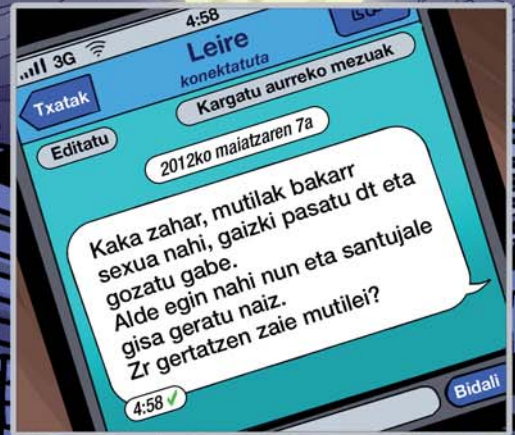 4:58
3G
Leire
konektatuta
Txatak
Editatu
Kargatu aurreko mezuak
2012ko maiatzaren 7a
Kaka zahar, mutilak bakarr
sexua nahi, gaizki pasatu dt eta
gozatu gabe.
Alde egin nahi nun eta santujale
gisa geratu naiz.
Zr gertatzen zaie mutilei?
4:58
Bidali